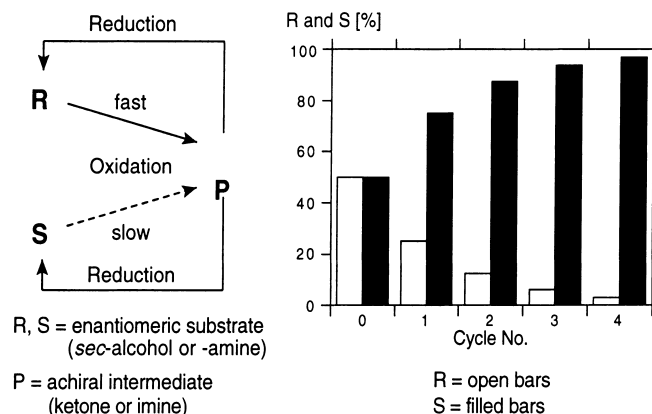 Reduction
R
fast
Oxidation
P
S
slow
Reduction
R, S = enantiomeric substrate
(sec-alcohol or -amine)
P = achiral intermediate
(ketone or imine)
R and S [%]
100
80
60
40
20
0
0 1 2 3 4
Cycle No.
R = open bars
S = filled bars